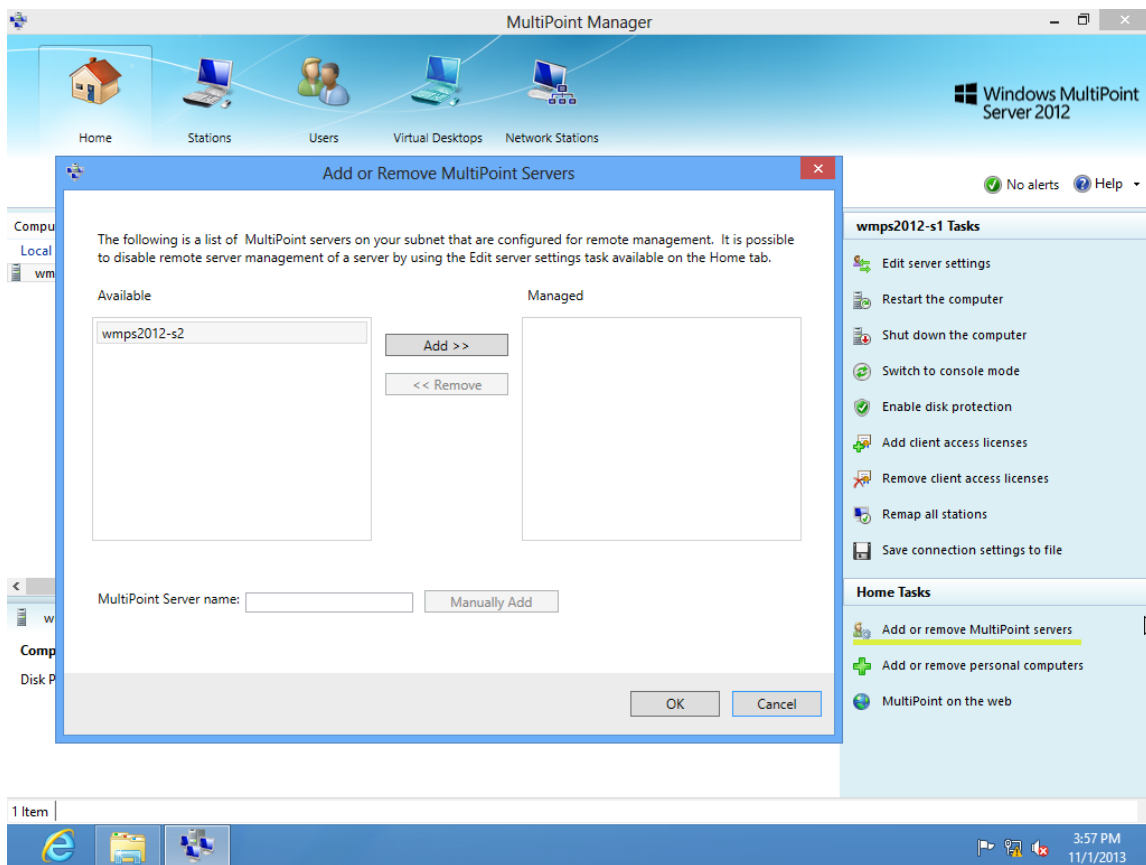 MultiPoint Manager
Home
Stations
Users
Virtual Desktops
Network Stations
Windows MultiPoint
Server 2012
No alerts
Help
Compu
Local
wm
Add or Remove MultiPoint Servers
The following is a list of MultiPoint servers on your subnet that are configured for remote management. It is possible
to disable remote server management of a server by using the Edit server settings task available on the Home tab.
Available
Managed
wmps2012-s2
Add >>
<< Remove
MultiPoint Server name:
Manually Add
OK
Cancel
w
Comp
Disk P
wmps2012-s1 Tasks
Edit server settings
Restart the computer
Shut down the computer
Switch to console mode
Enable disk protection
Add client access licenses
Remove client access licenses
Remap all stations
Save connection settings to file
Home Tasks
Add or remove MultiPoint servers
Add or remove personal computers
MultiPoint on the web
1 Item
3:57 PM
11/1/2013